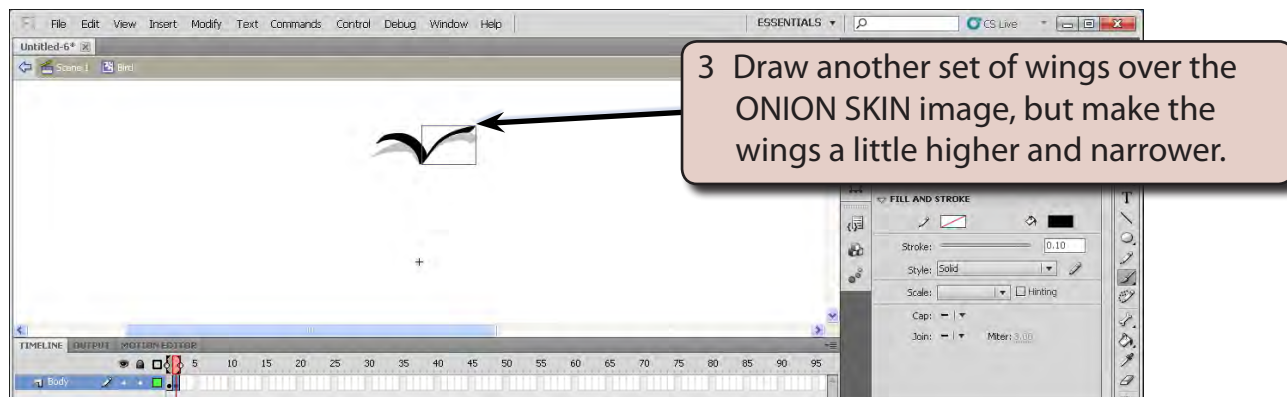 File Edit View Insert Modify Text Commands Control Debug Window Help ESSENTIALS CS Live
Untitled-6*
Scene 1 Bird
3 Draw another set of wings over the
ONION SKIN image, but make the
wings a little higher and narrower.
FILL AND STROKE
Stroke: 0.10
Style: Solid
Scale: Hinting
Cap:
Join: Miter: 3.00
TIMELINE OUTPUT MOTION EDITOR
5 10 15 20 25 30 35 40 45 50 55 60 65 70 75 80 85 90 95
Body